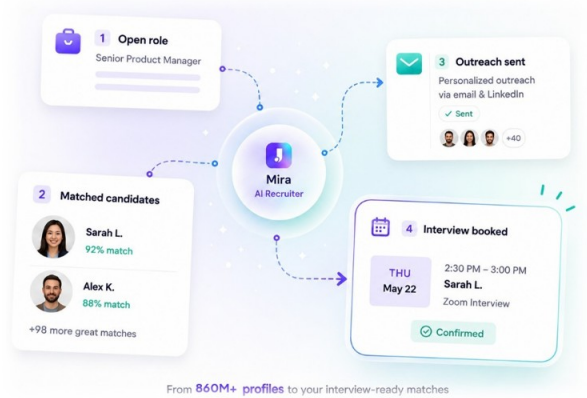 1 Open role
Senior Product Manager
3 Outreach sent
Personalized outreach
via email & LinkedIn
✓ Sent
+40
Mira
AI Recruiter
2 Matched candidates
Sarah L.
92% match
Alex K.
88% match
+98 more great matches
4 Interview booked
THU
May 22
2:30 PM – 3:00 PM
Sarah L.
Zoom Interview
Confirmed
From 860M+ profiles to your interview-ready matches